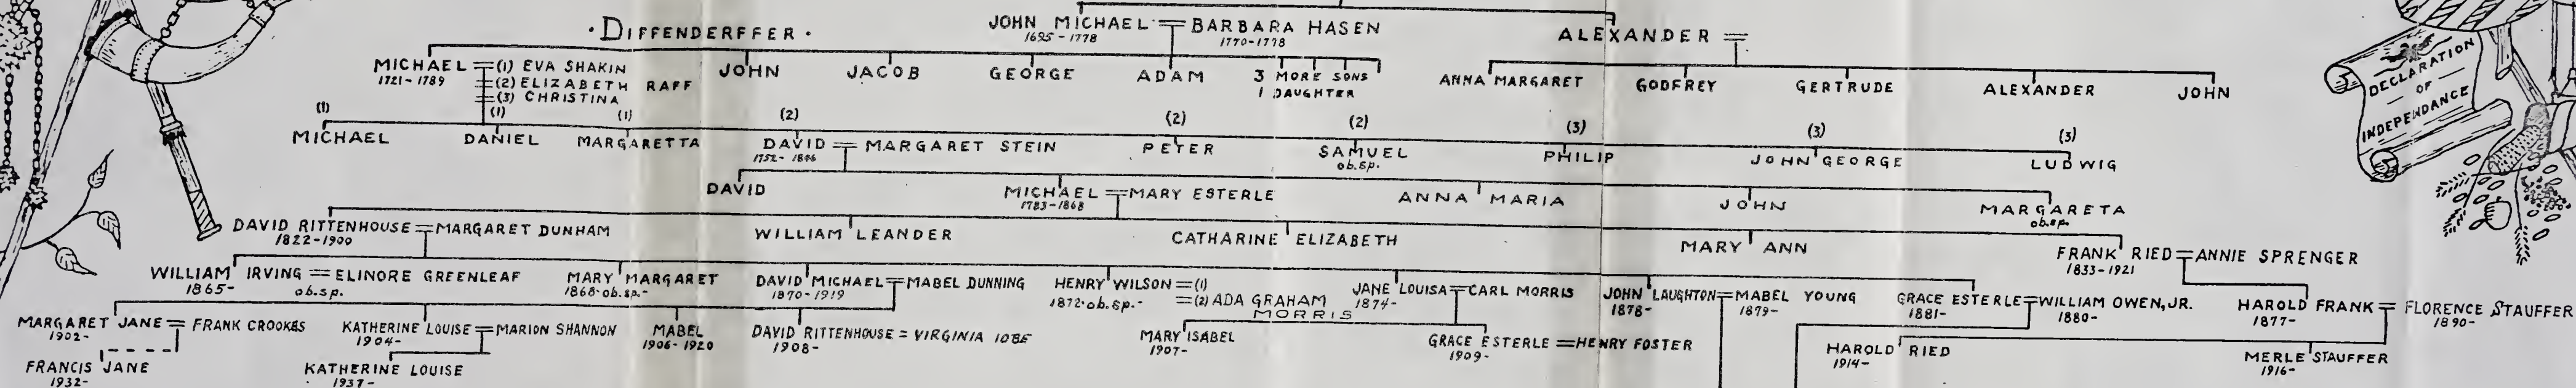 ·DIFFENDERFFER·
JOHN MICHAEL = BARBARA HASEN
1695-1778
1770-1778
ALEXANDER =
MICHAEL = (1) EVA SHAKIN
1721-1789
(2) ELIZABETH RAFF
(3) CHRISTINA
JOHN
JACOB
GEORGE
ADAM
3 MORE SONS
1 DAUGHTER
ANNA MARGARET
GODFREY
GERTRUDE
ALEXANDER
JOHN
DECLARATION
OF
INDEPENDANCE
(1)
MICHAEL
(1)
DANIEL
(1)
MARGARETTA
(2)
DAVID = MARGARET STEIN
1752-1846
(2)
PETER
(2)
SAMUEL
ob.sp.
(3)
PHILIP
(3)
JOHN GEORGE
(3)
LUDWIG
DAVID
MICHAEL = MARY ESTERLE
1783-1868
ANNA MARIA
JOHN
MARGARETA
ob.sp.
DAVID RITTENHOUSE = MARGARET DUNHAM
1822-1900
WILLIAM LEANDER
CATHARINE ELIZABETH
MARY ANN
FRANK RIED = ANNIE SPRENGER
1833-1921
WILLIAM IRVING = ELINORE GREENLEAF
1865-
ob.sp.
MARY MARGARET
1868-ob.sp.-
DAVID MICHAEL = MABEL DUNNING
1870-1919
HENRY WILSON = (1)
1872-ob.sp.-
= (2) ADA GRAHAM
MORRIS
JANE LOUISA = CARL MORRIS
1874-
JOHN LAUGHTON = MABEL YOUNG
1878-
1879-
GRACE ESTERLE = WILLIAM OWEN, JR.
1881-
1880-
HAROLD FRANK = FLORENCE STAUFFER
1877-
1890-
MARGARET JANE = FRANK CROOKES
1902-
KATHERINE LOUISE = MARION SHANNON
1904-
MABEL
1906-1920
DAVID RITTENHOUSE = VIRGINIA IOBE
1908-
MARY ISABEL
1907-
GRACE ESTERLE = HENRY FOSTER
1909-
HAROLD RIED
1914-
MERLE STAUFFER
1916-
FRANCIS JANE
1932-
KATHERINE LOUISE
1937-